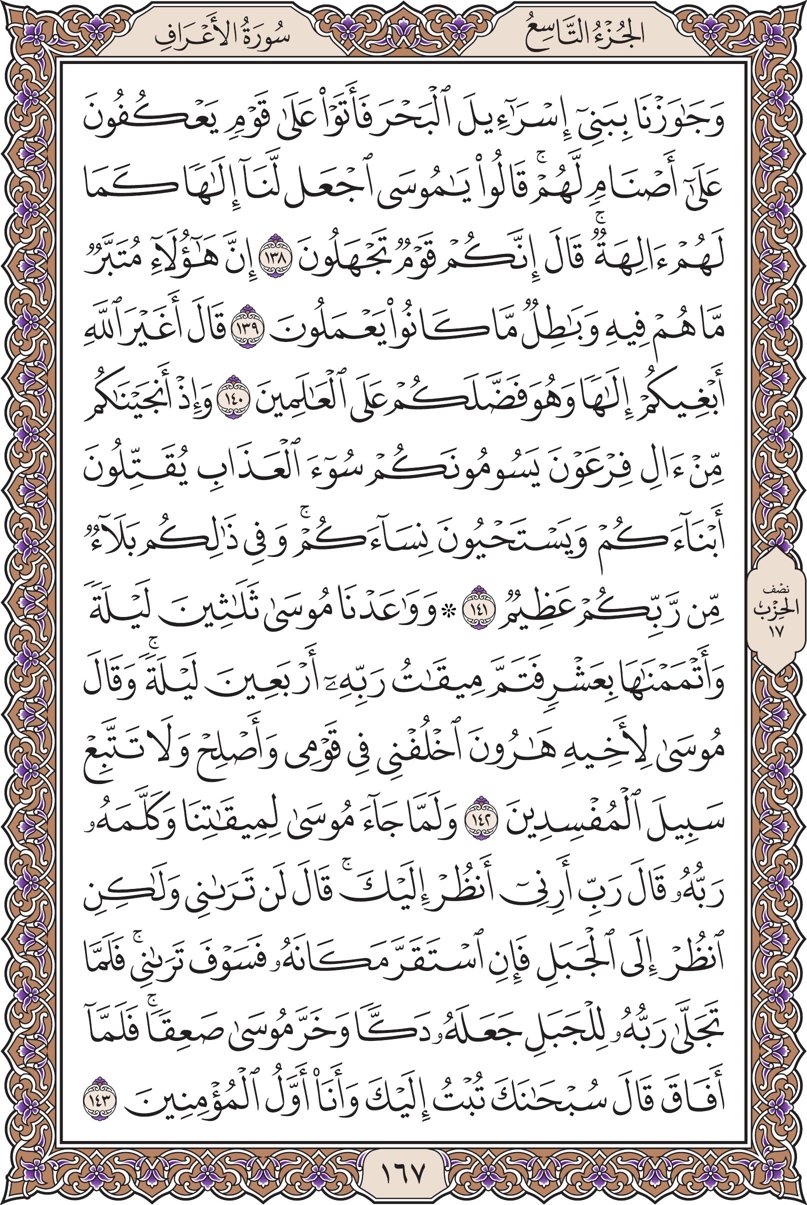 الجُزْءُ التَّاسِعُ
سُورَةُ الأَعْرَافِ
وَجَٰوَزْنَا بِبَنِىٓ إِسْرَٰٓءِيلَ ٱلْبَحْرَ فَأَتَوْا۟ عَلَىٰ قَوْمٍ يَعْكُفُونَ
عَلَىٰٓ أَصْنَامٍ لَّهُمْ ۚ قَالُوا۟ يَٰمُوسَى ٱجْعَل لَّنَآ إِلَٰهًا كَمَا
لَهُمْ ءَالِهَةٌ ۚ قَالَ إِنَّكُمْ قَوْمٌ تَجْهَلُونَ ١٣٨ إِنَّ هَٰٓؤُلَآءِ مُتَبَّرٌ
مَّا هُمْ فِيهِ وَبَٰطِلٌ مَّا كَانُوا۟ يَعْمَلُونَ ١٣٩ قَالَ أَغَيْرَ ٱللَّهِ
أَبْغِيكُمْ إِلَٰهًا وَهُوَ فَضَّلَكُمْ عَلَى ٱلْعَٰلَمِينَ ١٤٠ وَإِذْ أَنجَيْنَٰكُم
مِّنْ ءَالِ فِرْعَوْنَ يَسُومُونَكُمْ سُوٓءَ ٱلْعَذَابِ يُقَتِّلُونَ
أَبْنَآءَكُمْ وَيَسْتَحْيُونَ نِسَآءَكُمْ ۚ وَفِى ذَٰلِكُم بَلَآءٌ
مِّن رَّبِّكُمْ عَظِيمٌ ١٤١ ۞ وَوَٰعَدْنَا مُوسَىٰ ثَلَٰثِينَ لَيْلَةً
وَأَتْمَمْنَٰهَا بِعَشْرٍ فَتَمَّ مِيقَٰتُ رَبِّهِۦٓ أَرْبَعِينَ لَيْلَةً ۚ وَقَالَ
مُوسَىٰ لِأَخِيهِ هَٰرُونَ ٱخْلُفْنِى فِى قَوْمِى وَأَصْلِحْ وَلَا تَتَّبِعْ
سَبِيلَ ٱلْمُفْسِدِينَ ١٤٢ وَلَمَّا جَآءَ مُوسَىٰ لِمِيقَٰتِنَا وَكَلَّمَهُۥ
رَبُّهُۥ قَالَ رَبِّ أَرِنِىٓ أَنظُرْ إِلَيْكَ ۚ قَالَ لَن تَرَىٰنِى وَلَٰكِنِ
ٱنظُرْ إِلَى ٱلْجَبَلِ فَإِنِ ٱسْتَقَرَّ مَكَانَهُۥ فَسَوْفَ تَرَىٰنِى ۚ فَلَمَّا
تَجَلَّىٰ رَبُّهُۥ لِلْجَبَلِ جَعَلَهُۥ دَكًّا وَخَرَّ مُوسَىٰ صَعِقًا ۚ فَلَمَّآ
أَفَاقَ قَالَ سُبْحَٰنَكَ تُبْتُ إِلَيْكَ وَأَنَا۠ أَوَّلُ ٱلْمُؤْمِنِينَ ١٤٣
نصف
الحِزْب
١٧
١٦٧